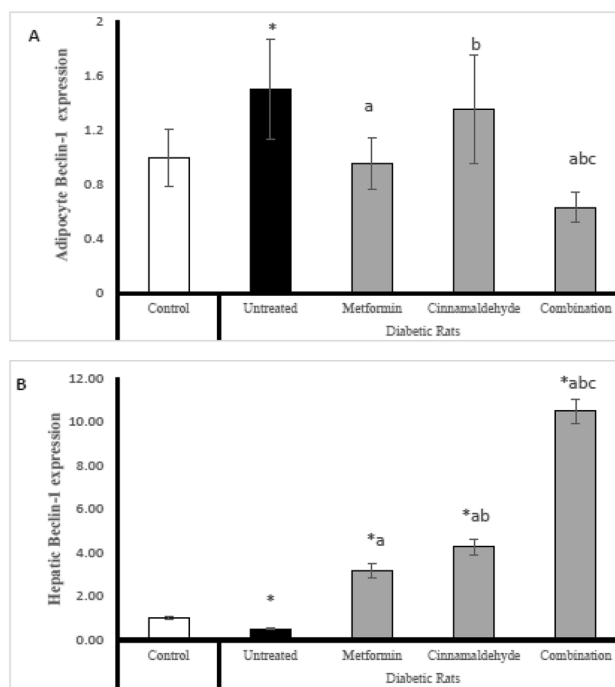 A
Adipocyte Beclin-1 expression
2
1.6
1.2
0.8
0.4
0
*
a
b
abc
Control Untreated Metformin Cinnamaldehyde Combination
Diabetic Rats
B
Hepatic Beclin-1 expression
12.00
10.00
8.00
6.00
4.00
2.00
0.00
*
*a
*ab
*abc
Control Untreated Metformin Cinnamaldehyde Combination
Diabetic Rats